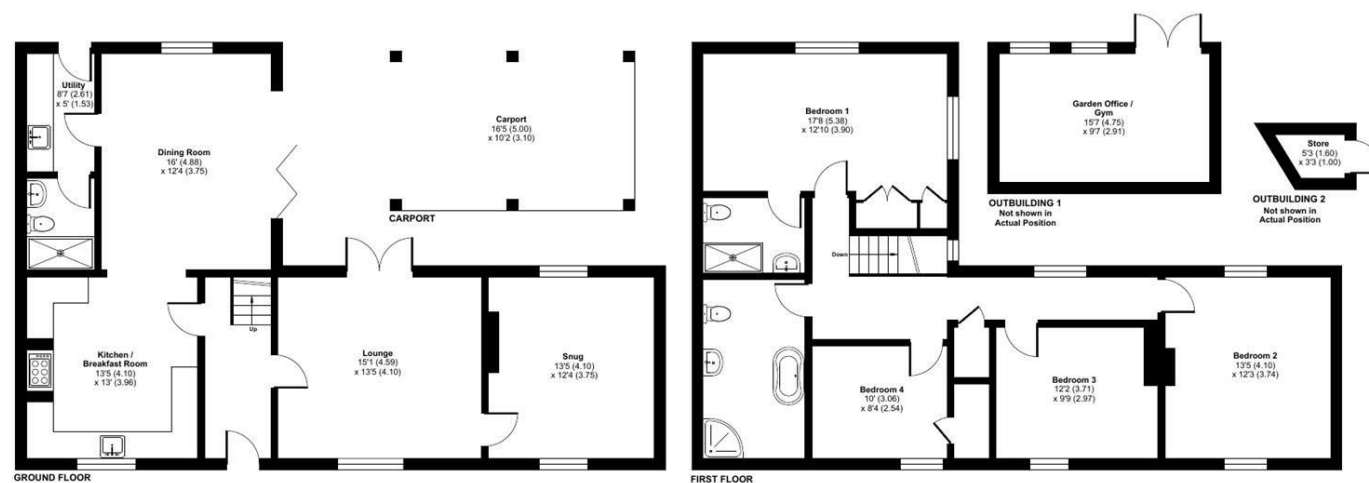 Utility
8'7 (2.61)
x 5' (1.53)
Dining Room
16' (4.88)
x 12'4 (3.75)
Carport
16'5 (5.00)
x 10'2 (3.10)
CARPORT
Kitchen /
Breakfast Room
13'5 (4.10)
x 13' (3.96)
Up
Lounge
15'1 (4.59)
x 13'5 (4.10)
Snug
13'5 (4.10)
x 12'4 (3.75)
GROUND FLOOR
Bedroom 1
17'8 (5.38)
x 12'10 (3.90)
Garden Office /
Gym
15'7 (4.75)
x 9'7 (2.91)
OUTBUILDING 1
Not shown in
Actual Position
Store
5'3 (1.60)
x 3'3 (1.00)
OUTBUILDING 2
Not shown in
Actual Position
Down
Bedroom 4
10' (3.06)
x 8'4 (2.54)
Bedroom 3
12'2 (3.71)
x 9'9 (2.97)
Bedroom 2
13'5 (4.10)
x 12'3 (3.74)
FIRST FLOOR